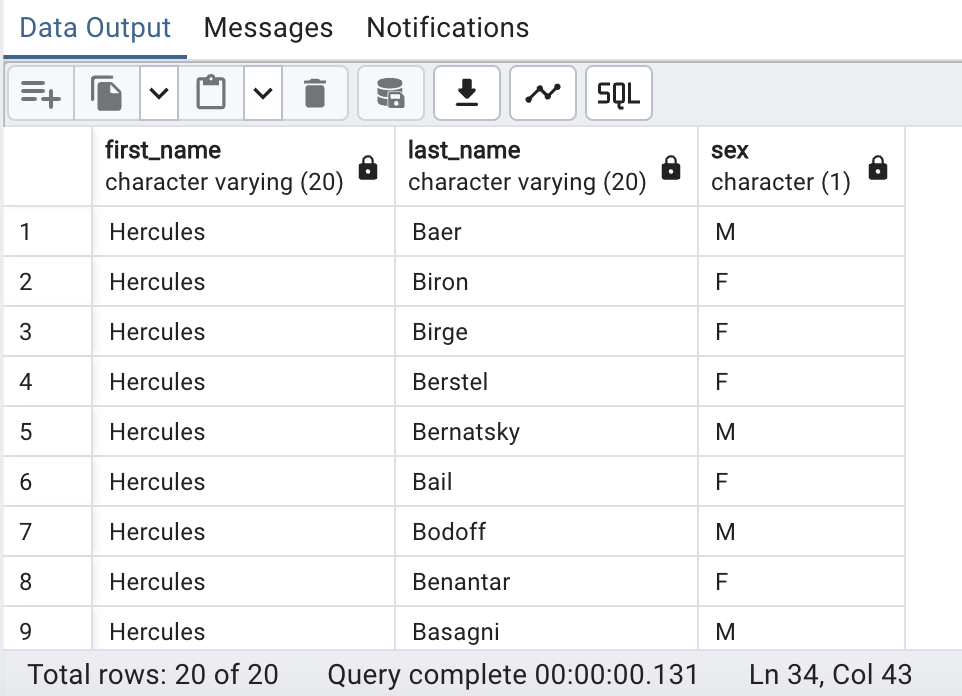 Data Output Messages Notifications
SQL
first_name last_name sex
character varying (20) character varying (20) character (1)
1 Hercules Baer M
2 Hercules Biron F
3 Hercules Birge F
4 Hercules Berstel F
5 Hercules Bernatsky M
6 Hercules Bail F
7 Hercules Bodoff M
8 Hercules Benantar F
9 Hercules Basagni M
Total rows: 20 of 20 Query complete 00:00:00.131 Ln 34, Col 43